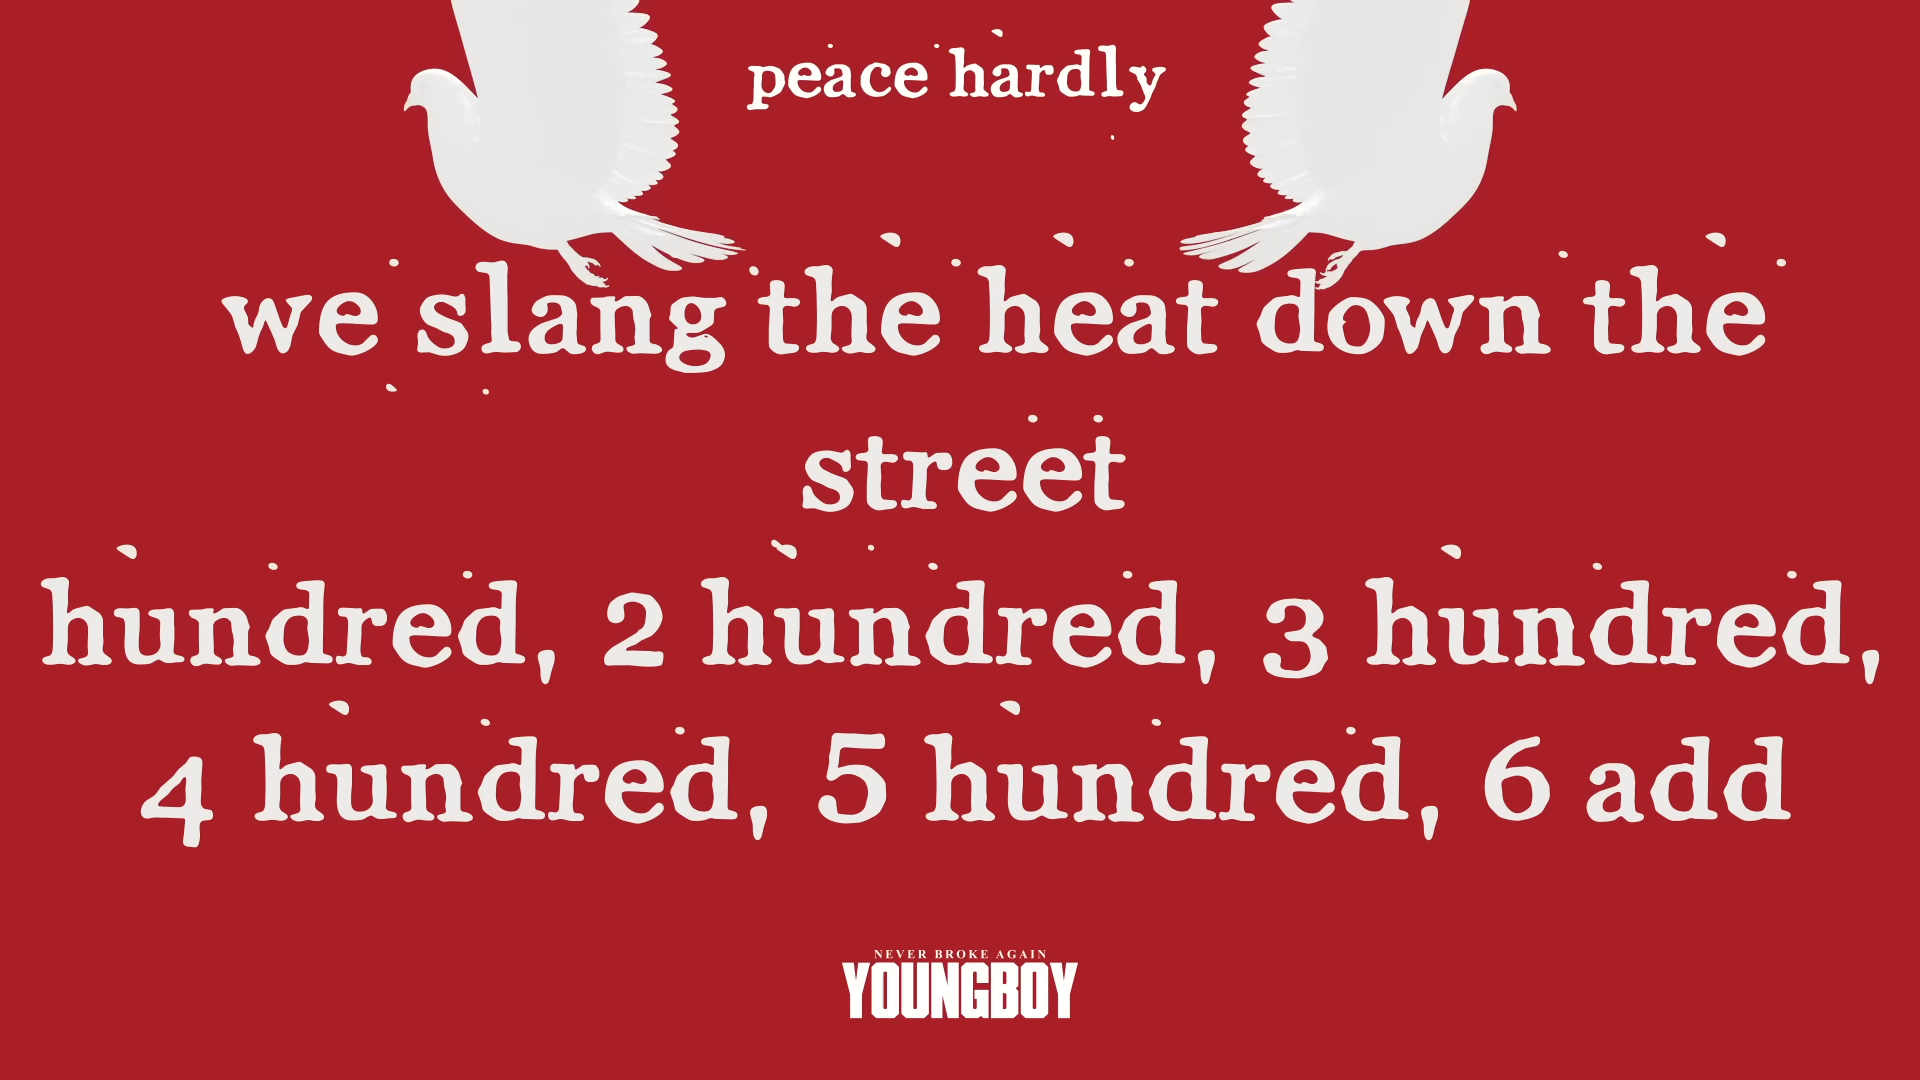 peace hardly
we slang the heat down the
street
hundred, 2 hundred, 3 hundred,
4 hundred, 5 hundred, 6 add
NEVER BROKE AGAIN
YOUNGBOY